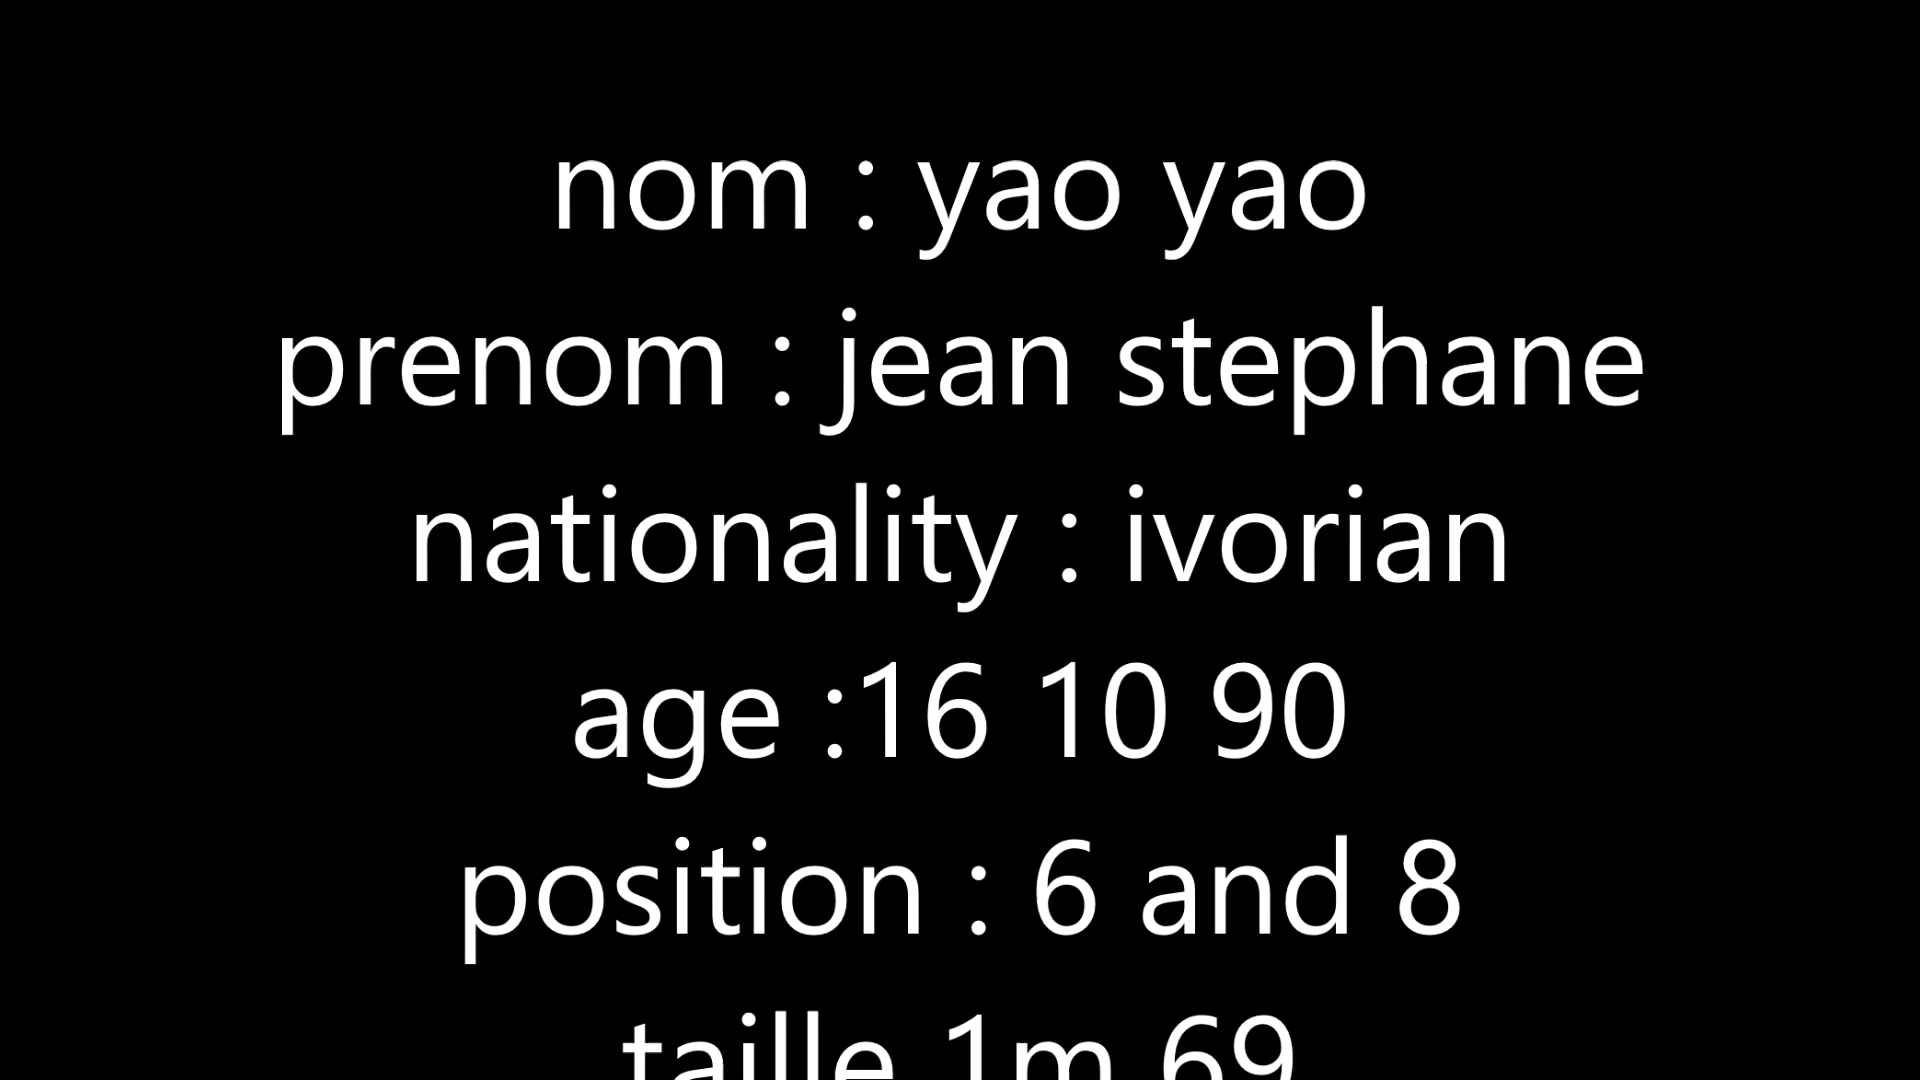 nom : yao yao
prenom : jean stephane
nationality : ivorian
age :16 10 90
position : 6 and 8
taille 1m 69